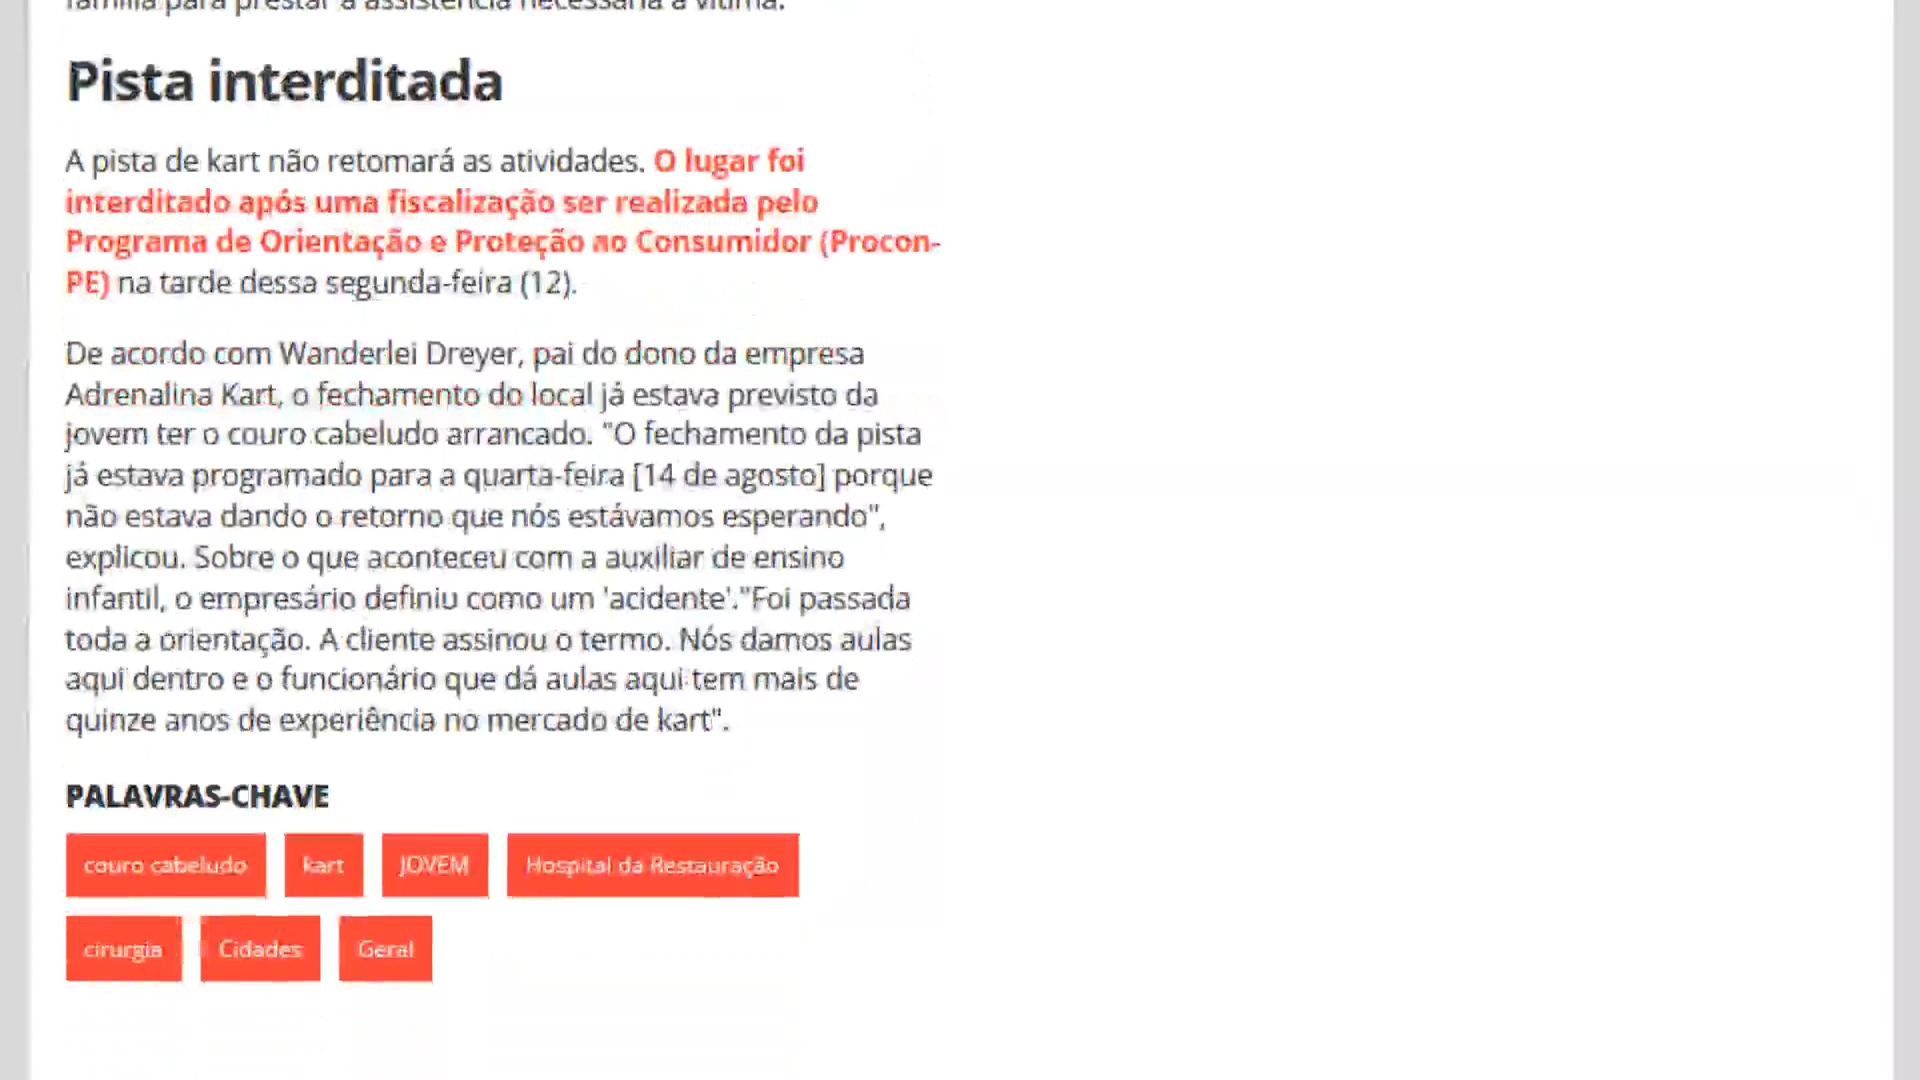 família para prestar a assistência necessária à vítima.
Pista interditada
A pista de kart não retomará as atividades. O lugar foi
interditado após uma fiscalização ser realizada pelo
Programa de Orientação e Proteção ao Consumidor (Procon-
PE) na tarde dessa segunda-feira (12).
De acordo com Wanderlei Dreyer, pai do dono da empresa
Adrenalina Kart, o fechamento do local já estava previsto da
jovem ter o couro cabeludo arrancado. "O fechamento da pista
já estava programado para a quarta-feira [14 de agosto] porque
não estava dando o retorno que nós estávamos esperando",
explicou. Sobre o que aconteceu com a auxiliar de ensino
infantil, o empresário definiu como um 'acidente'."Foi passada
toda a orientação. A cliente assinou o termo. Nós damos aulas
aqui dentro e o funcionário que dá aulas aqui tem mais de
quinze anos de experiência no mercado de kart".
PALAVRAS-CHAVE
couro cabeludo kart JOVEM Hospital da Restauração
cirurgia Cidades Geral